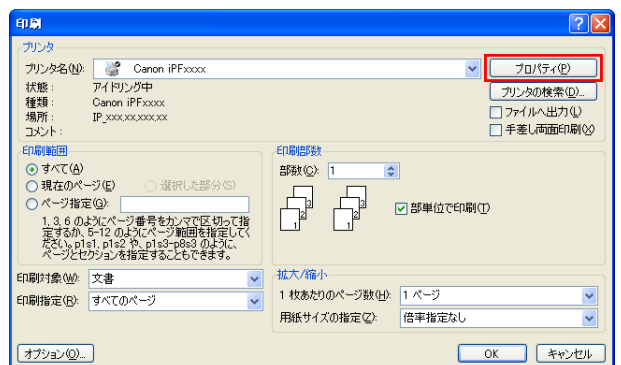 印刷
プリンタ
プリンタ名(N): Canon iPFxxxx プロパティ(P)
状態: アイドリング中 プリンタの検索(D)...
種類: Canon iPFxxxx ファイルへ出力(L)
場所: IP_xxx,xx,xxx,xx 手差し両面印刷(X)
コメント:
印刷範囲
すべて(A)
現在のページ(E) 選択した部分(S)
ページ指定(G):
1, 3, 6 のようにページ番号をカンマで区切って指
定するか、5-12 のようにページ範囲を指定してく
ださい。p1s1, p1s2 や、p1s3-p8s3 のように、
ページとセクションを指定することもできます。
印刷部数
部数(C): 1
1 2 3 1 2 3 部単位で印刷(T)
印刷対象(W): 文書
印刷指定(R): すべてのページ
拡大/縮小
1 枚あたりのページ数(H): 1 ページ
用紙サイズの指定(Z): 倍率指定なし
オプション(O)... OK キャンセル